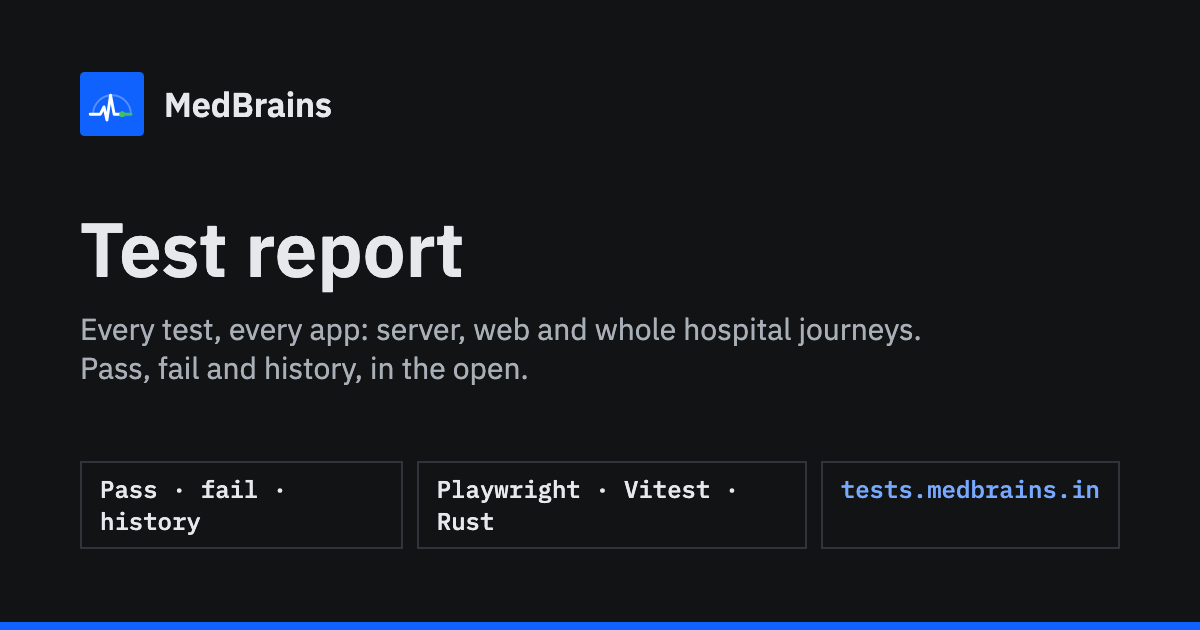 MedBrains
Test report
Every test, every app: server, web and whole hospital journeys.
Pass, fail and history, in the open.
Pass · fail ·
history
Playwright · Vitest ·
Rust
tests.medbrains.in